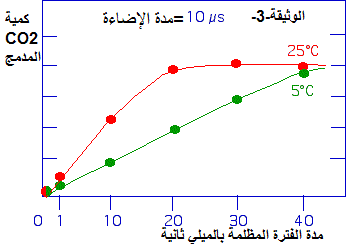 كمية
CO2
المدمج
مدة الإضاءة=10 µs
الوثيقة-3-
25°C
5°C
0 1 10 20 30 40
مدة الفترة المظلمة بالميلي ثانية